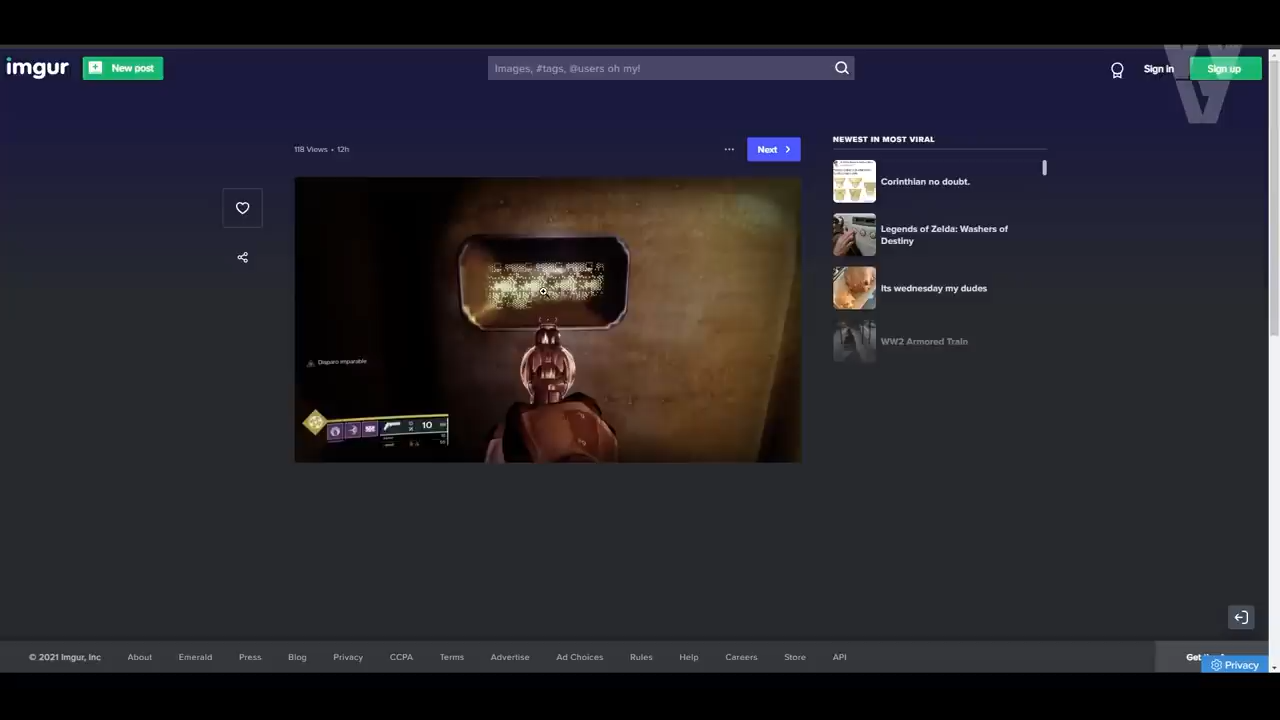 imgur
New post
Images, #tags, @users oh my!
Sign in
Sign up
118 Views • 12h
Next
NEWEST IN MOST VIRAL
Corinthian no doubt.
Legends of Zelda: Washers of
Destiny
Its wednesday my dudes
WW2 Armored Train
Disparo imparable
10
© 2021 Imgur, Inc
About
Emerald
Press
Blog
Privacy
CCPA
Terms
Advertise
Ad Choices
Rules
Help
Careers
Store
API
Get
Privacy